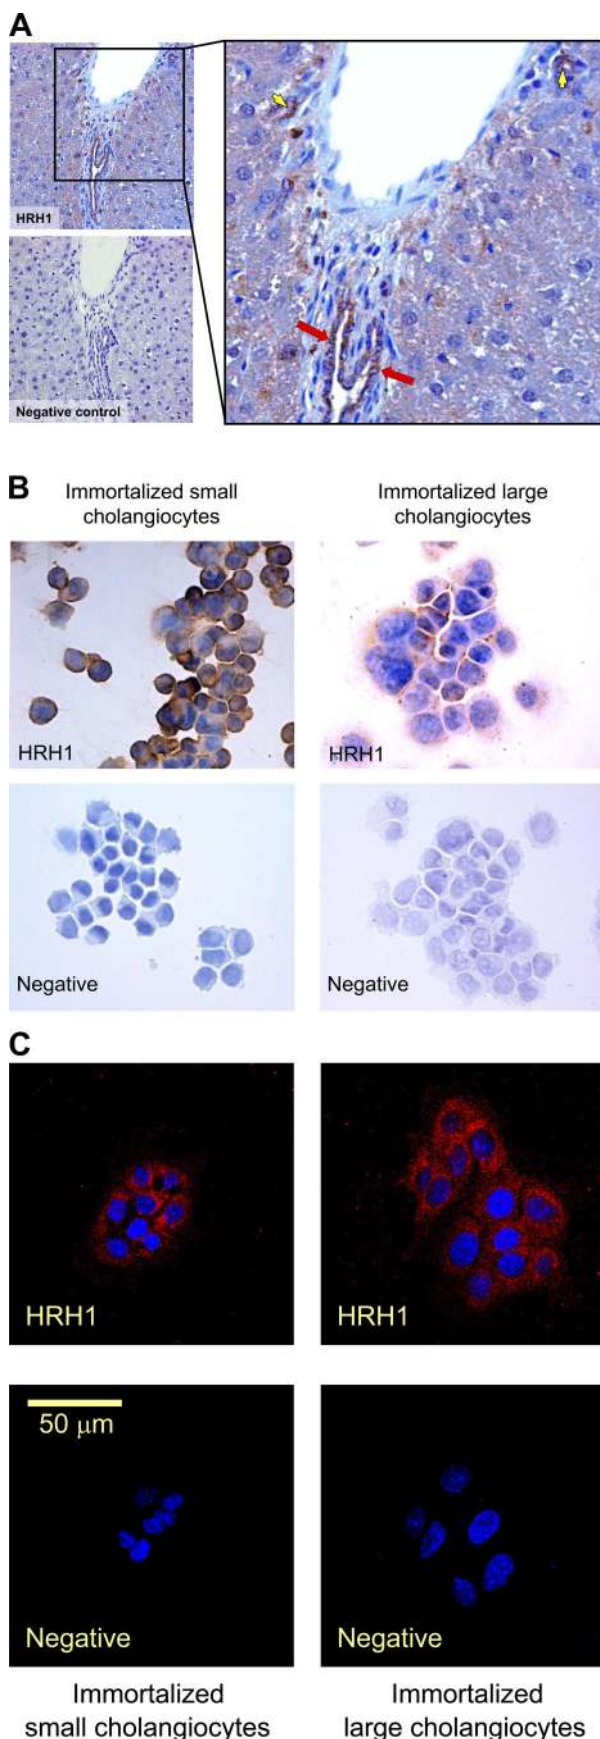 A
HRH1
Negative control
B
Immortalized small
cholangiocytes
Immortalized large
cholangiocytes
HRH1
HRH1
Negative
Negative
C
HRH1
HRH1
50 μm
Negative
Negative
Immortalized
small cholangiocytes
Immortalized
large cholangiocytes